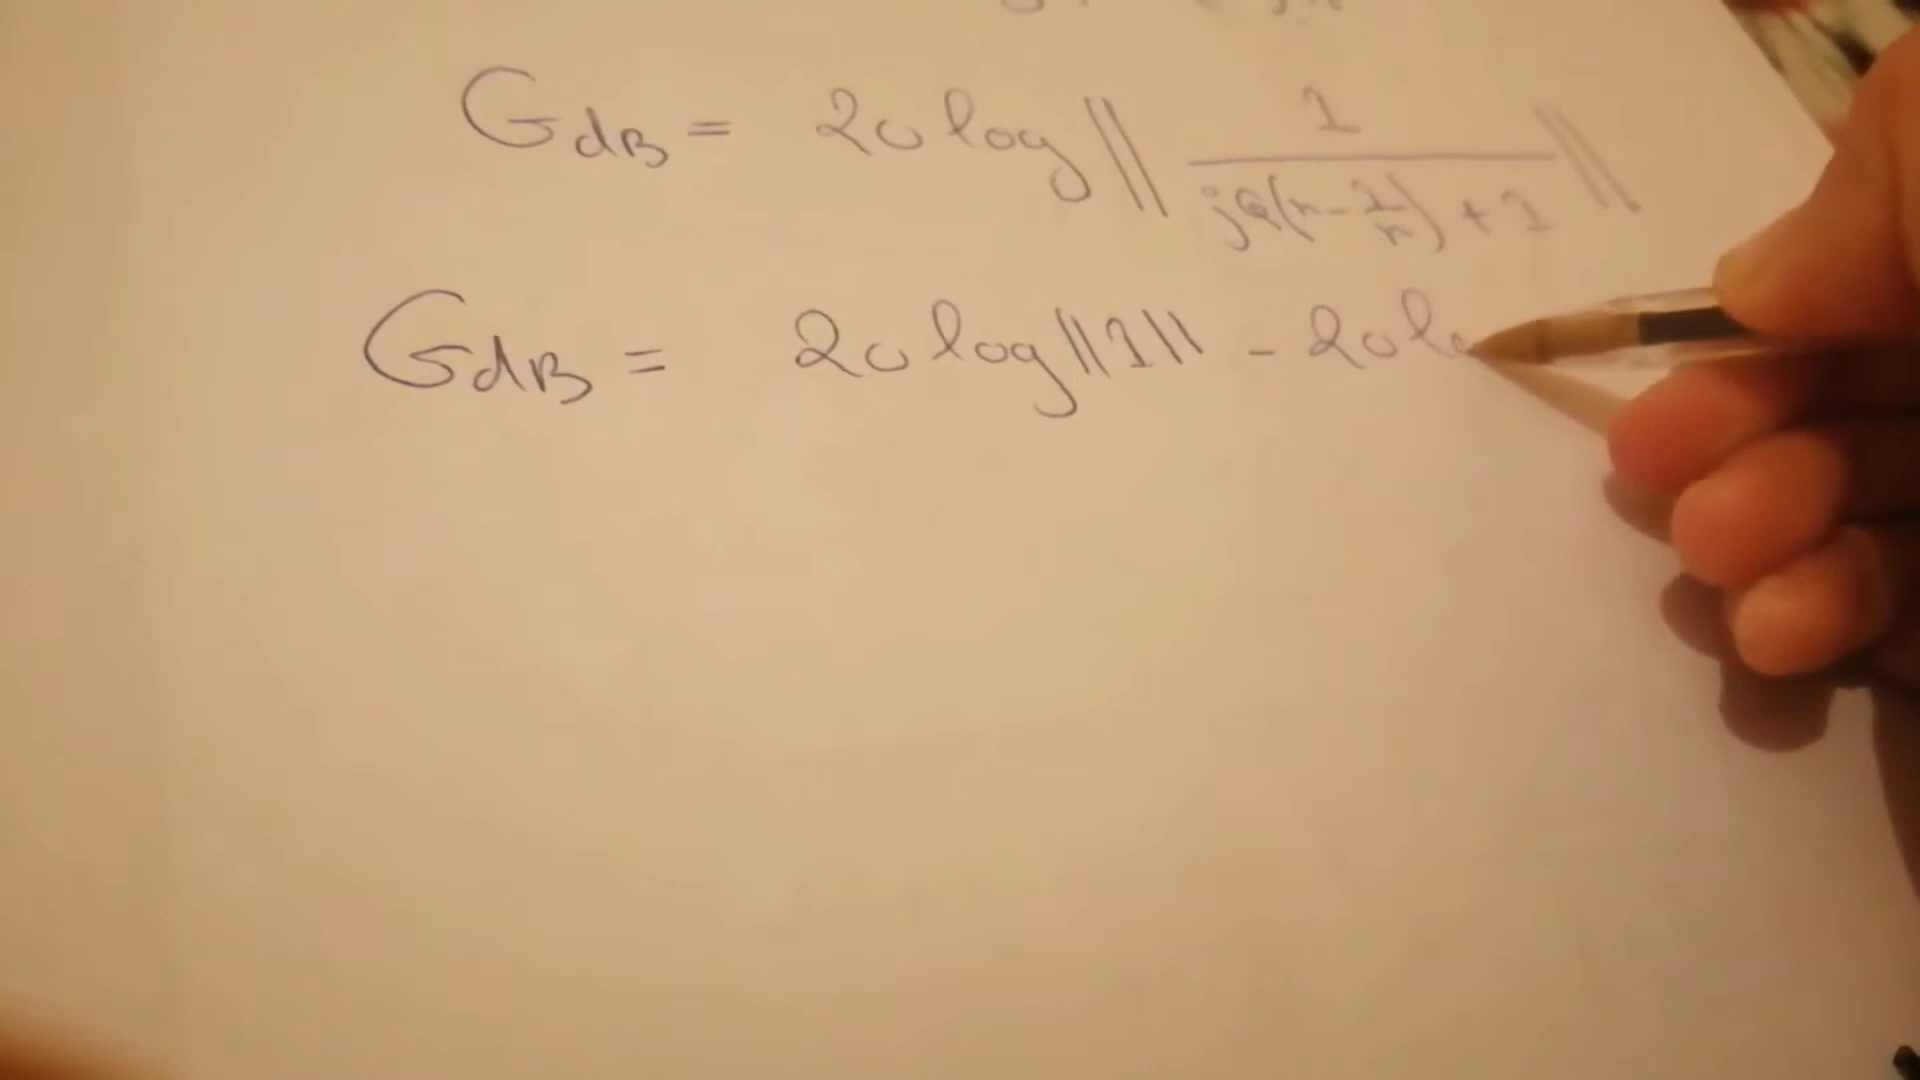 GdB = 20 log || 1 / jQ(x - 1/x) + 1 ||
GdB = 20 log ||1|| - 20 lo